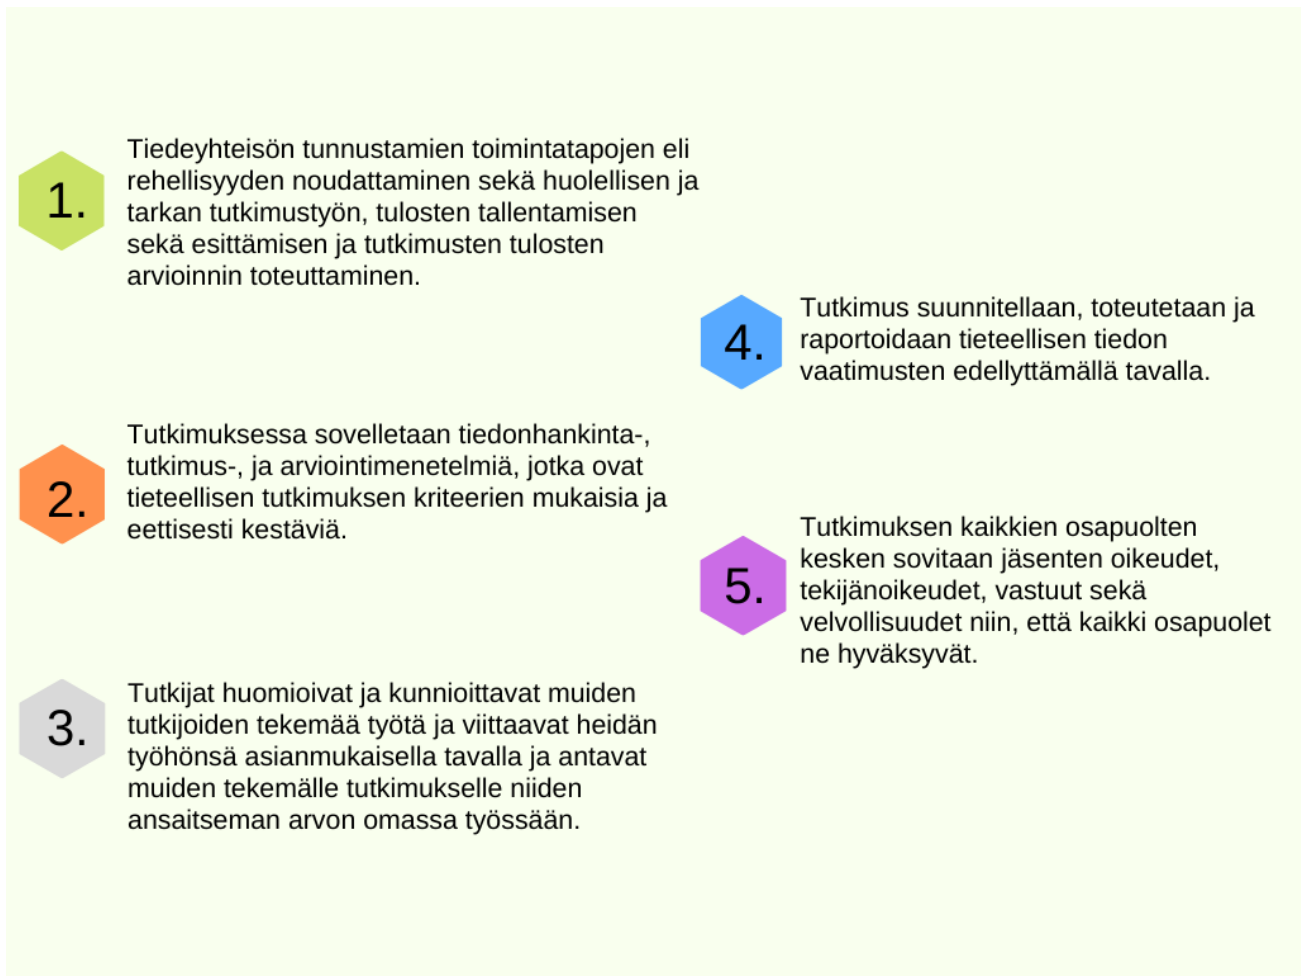 1.
Tiedeyhteisön tunnustamien toimintatapojen eli
rehellisyyden noudattaminen sekä huolellisen ja
tarkan tutkimustyön, tulosten tallentamisen
sekä esittämisen ja tutkimusten tulosten
arvioinnin toteuttaminen.
2.
Tutkimuksessa sovelletaan tiedonhankinta-,
tutkimus-, ja arviointimenetelmiä, jotka ovat
tieteellisen tutkimuksen kriteerien mukaisia ja
eettisesti kestäviä.
3.
Tutkijat huomioivat ja kunnioittavat muiden
tutkijoiden tekemää työtä ja viittaavat heidän
työhönsä asianmukaisella tavalla ja antavat
muiden tekemälle tutkimukselle niiden
ansaitseman arvon omassa työssään.
4.
Tutkimus suunnitellaan, toteutetaan ja
raportoidaan tieteellisen tiedon
vaatimusten edellyttämällä tavalla.
5.
Tutkimuksen kaikkien osapuolten
kesken sovitaan jäsenten oikeudet,
tekijänoikeudet, vastuut sekä
velvollisuudet niin, että kaikki osapuolet
ne hyväksyvät.